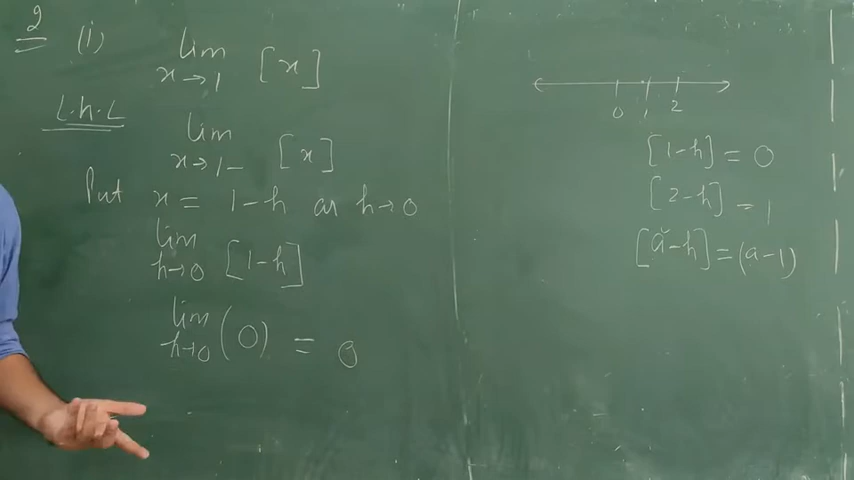 2 (i) lim x→1 [x]
L.h.L
lim x→1- [x]
Put x = 1-h as h→0
lim h→0 [1-h]
lim h→0 (0) = 0
0 1 2
[1-h] = 0
[2-h] = 1
[a-h] = (a-1)